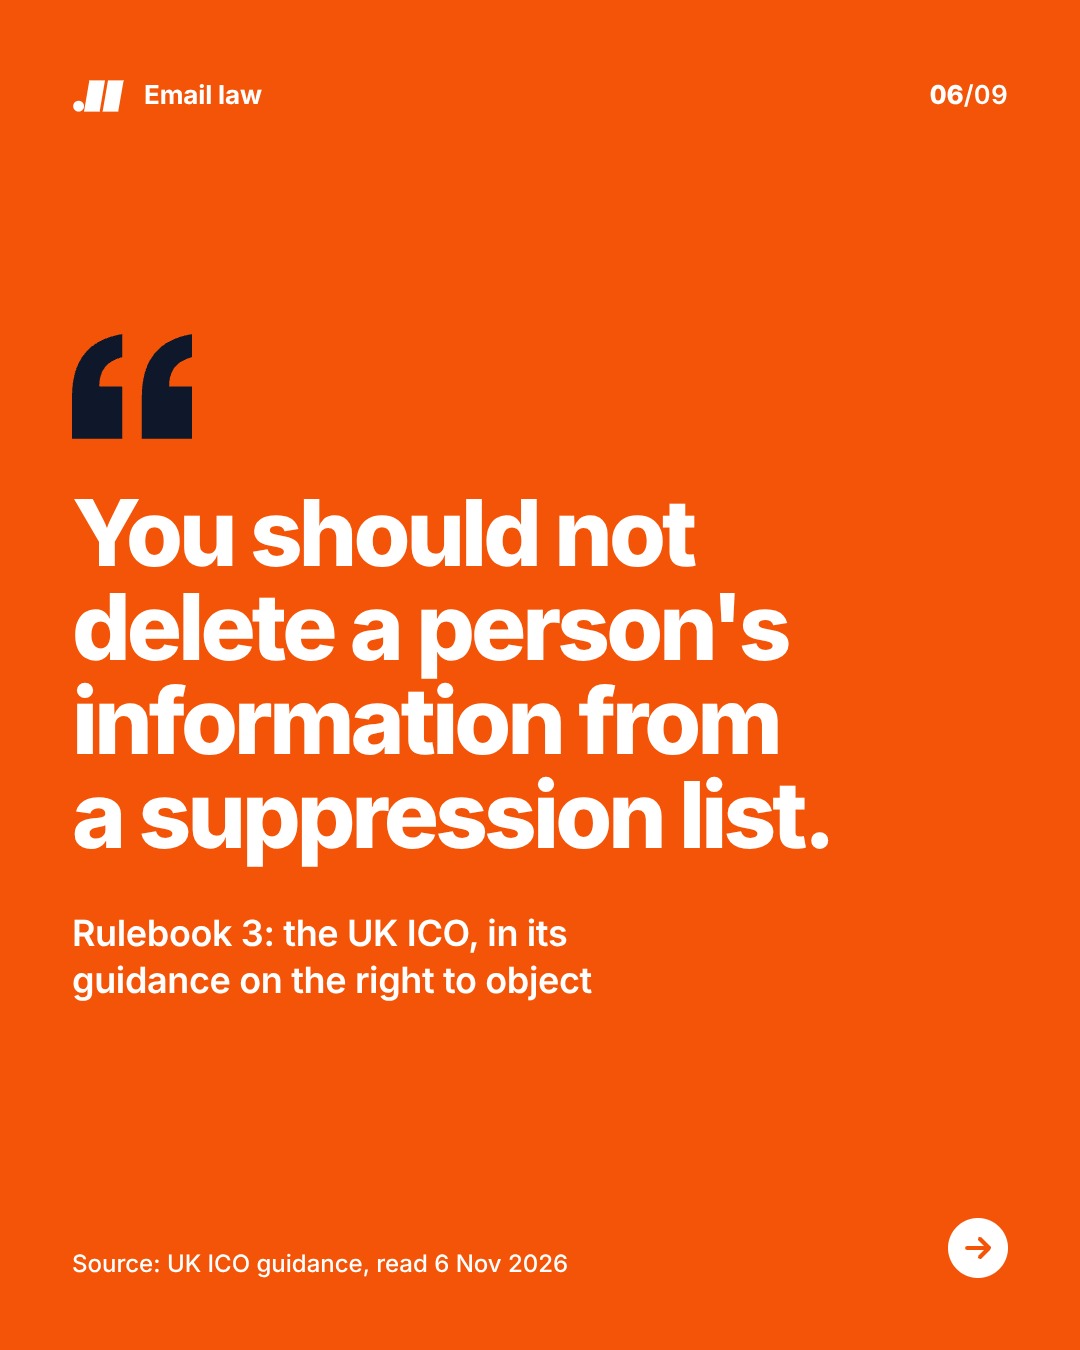 Email law
06/09
“
You should not
delete a person's
information from
a suppression list.
Rulebook 3: the UK ICO, in its
guidance on the right to object
Source: UK ICO guidance, read 6 Nov 2026